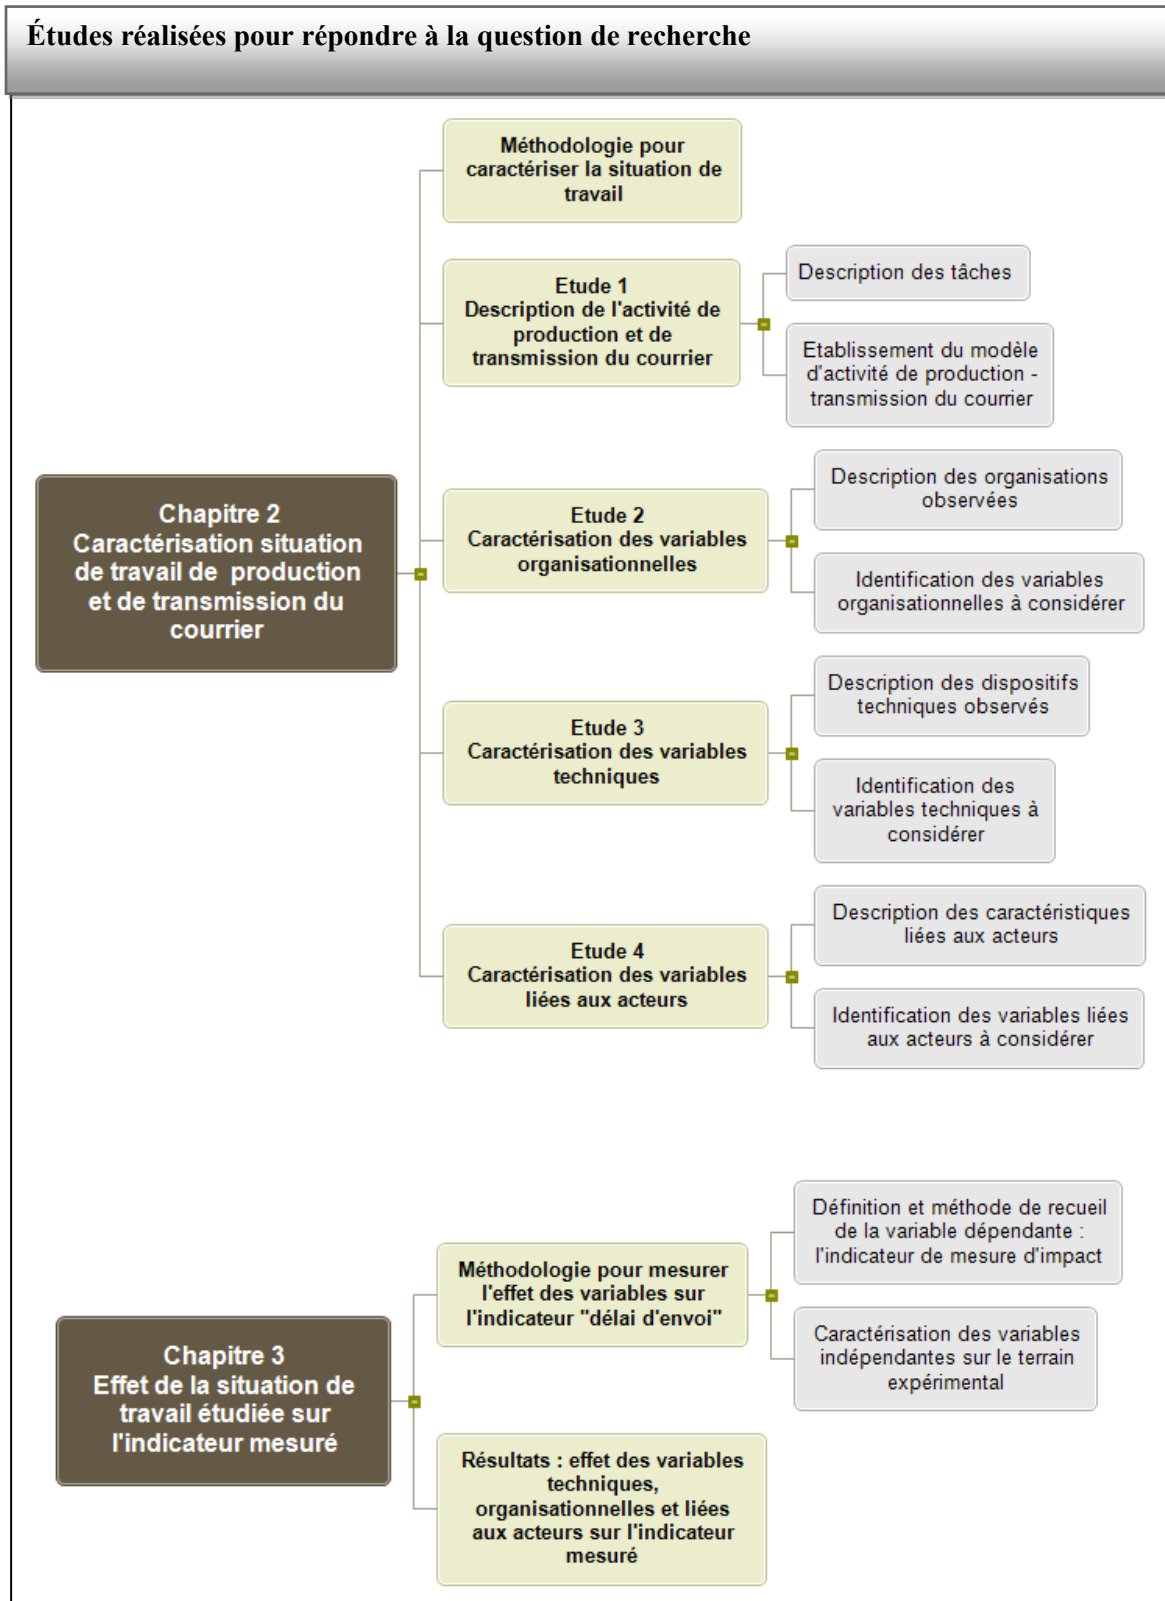 Études réalisées pour répondre à la question de recherche
Méthodologie pour
caractériser la situation de
travail
Etude 1
Description de l'activité de
production et de
transmission du courrier
Description des tâches
Etablissement du modèle
d'activité de production -
transmission du courrier
Chapitre 2
Caractérisation situation
de travail de production
et de transmission du
courrier
Etude 2
Caractérisation des variables
organisationnelles
Description des organisations
observées
Identification des variables
organisationnelles à considérer
Etude 3
Caractérisation des variables
techniques
Description des dispositifs
techniques observés
Identification des
variables techniques à
considérer
Etude 4
Caractérisation des variables
liées aux acteurs
Description des caractéristiques
liées aux acteurs
Identification des variables liées
aux acteurs à considérer
Chapitre 3
Effet de la situation de
travail étudiée sur
l'indicateur mesuré
Méthodologie pour mesurer
l'effet des variables sur
l'indicateur "délai d'envoi"
Définition et méthode de recueil
de la variable dépendante :
l'indicateur de mesure d'impact
Caractérisation des variables
indépendantes sur le terrain
expérimental
Résultats : effet des variables
techniques,
organisationnelles et liées
aux acteurs sur l'indicateur
mesuré